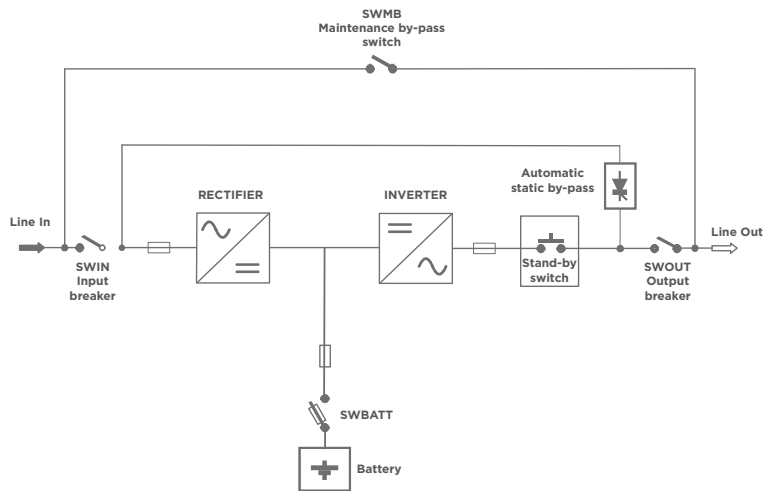 SWMB
Maintenance by-pass
switch
Automatic
static by-pass
RECTIFIER
INVERTER
Line In
Line Out
SWIN
Input
breaker
Stand-by
switch
SWOUT
Output
breaker
SWBATT
Battery